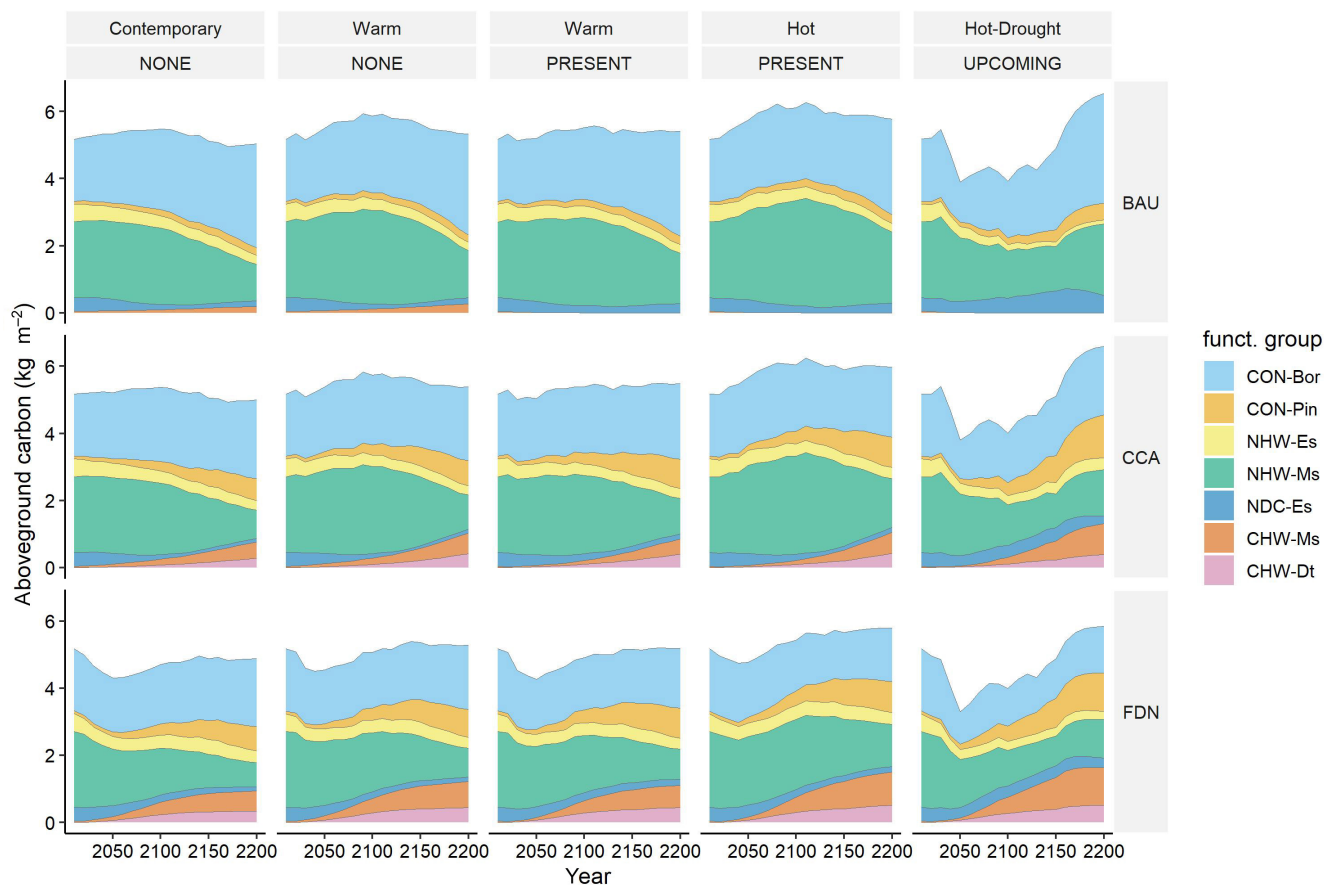 Contemporary Warm Warm Hot Hot-Drought
NONE NONE PRESENT PRESENT UPCOMING
Aboveground carbon (kg m⁻²)
6
4
2
0
BAU
6
4
2
0
CCA
6
4
2
0
FDN
2050 2100 2150 2200 2050 2100 2150 2200 2050 2100 2150 2200 2050 2100 2150 2200 2050 2100 2150 2200
Year
funct. group
CON-Bor
CON-Pin
NHW-Es
NHW-Ms
NDC-Es
CHW-Ms
CHW-Dt